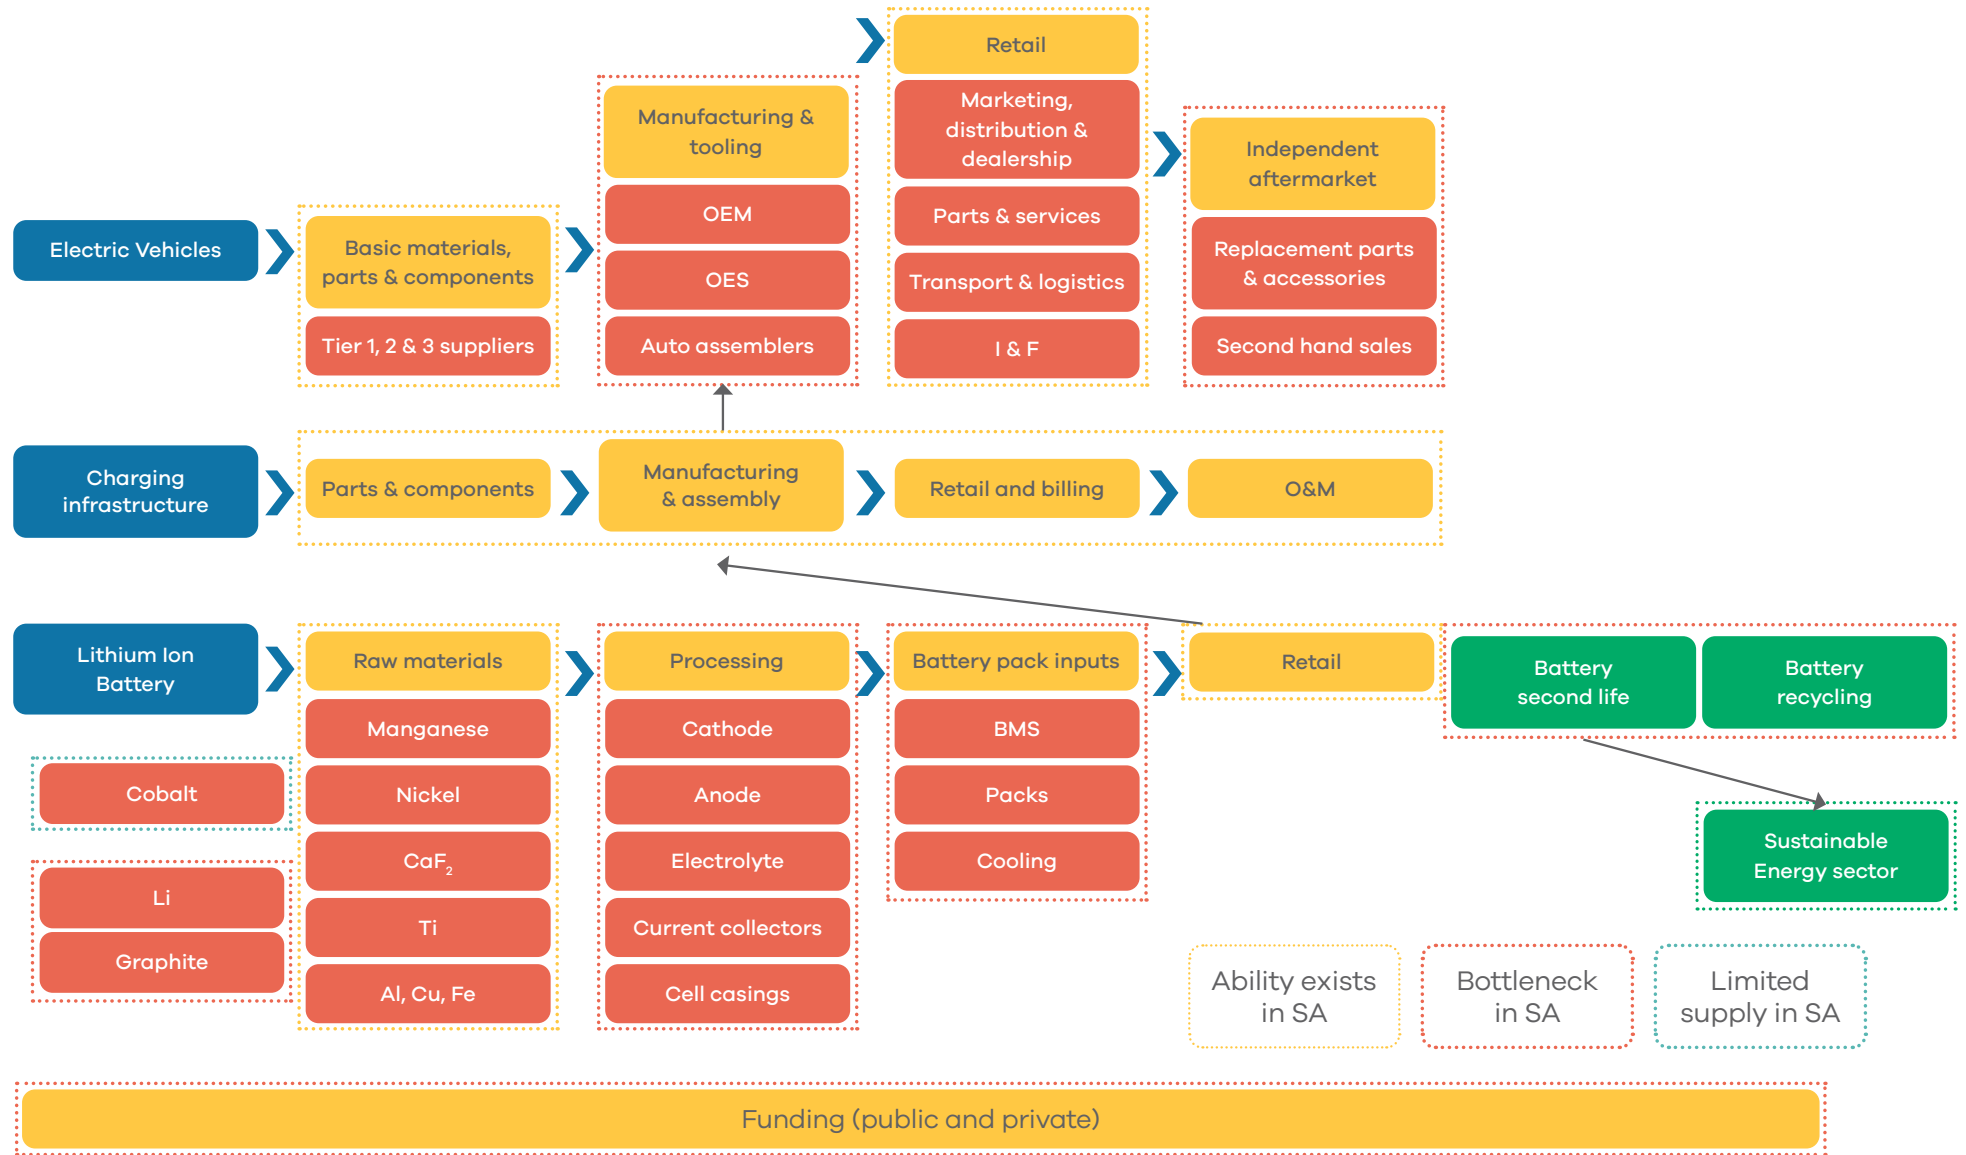 Electric Vehicles
Basic materials,
parts & components
Tier 1, 2 & 3 suppliers
Manufacturing &
tooling
OEM
OES
Auto assemblers
Retail
Marketing,
distribution &
dealership
Parts & services
Transport & logistics
I & F
Independent
aftermarket
Replacement parts
& accessories
Second hand sales
Charging
infrastructure
Parts & components
Manufacturing
& assembly
Retail and billing
O&M
Lithium Ion
Battery
Cobalt
Li
Graphite
Raw materials
Manganese
Nickel
CaF₂
Ti
Al, Cu, Fe
Processing
Cathode
Anode
Electrolyte
Current collectors
Cell casings
Battery pack inputs
BMS
Packs
Cooling
Retail
Battery
second life
Battery
recycling
Sustainable
Energy sector
Ability exists
in SA
Bottleneck
in SA
Limited
supply in SA
Funding (public and private)